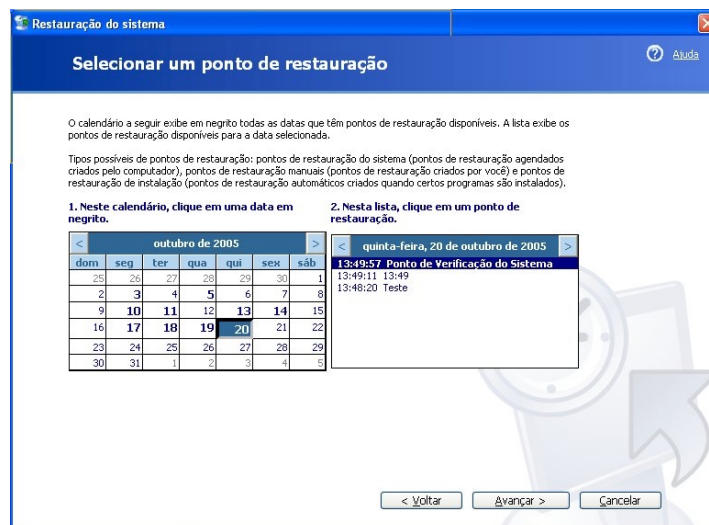 Restauração do sistema
Selecionar um ponto de restauração
Ajuda
O calendário a seguir exibe em negrito todas as datas que têm pontos de restauração disponíveis. A lista exibe os
pontos de restauração disponíveis para a data selecionada.
Tipos possíveis de pontos de restauração: pontos de restauração do sistema (pontos de restauração agendados
criados pelo computador), pontos de restauração manuais (pontos de restauração criados por você) e pontos de
restauração de instalação (pontos de restauração automáticos criados quando certos programas são instalados).
1. Neste calendário, clique em uma data em
negrito.
< outubro de 2005 >
dom seg ter qua qui sex sáb
25 26 27 28 29 30 1
2 3 4 5 6 7 8
9 10 11 12 13 14 15
16 17 18 19 20 21 22
23 24 25 26 27 28 29
30 31 1 2 3 4 5
2. Nesta lista, clique em um ponto de
restauração.
< quinta-feira, 20 de outubro de 2005 >
13:49:57 Ponto de Verificação do Sistema
13:49:11 13:49
13:48:20 Teste
< Voltar
Avançar >
Cancelar